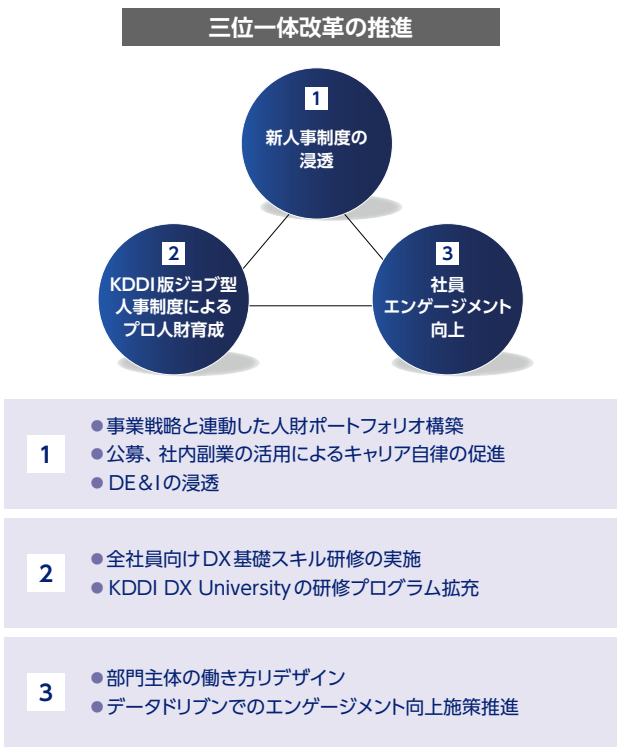 三位一体改革の推進
1
新人事制度の
浸透
2
KDDI版ジョブ型
人事制度による
プロ人財育成
3
社員
エンゲージメント
向上
1
●事業戦略と連動した人財ポートフォリオ構築
●公募、社内副業の活用によるキャリア自律の促進
●DE&Iの浸透
2
●全社員向けDX基礎スキル研修の実施
●KDDI DX Universityの研修プログラム拡充
3
●部門主体の働き方リデザイン
●データドリブンでのエンゲージメント向上施策推進